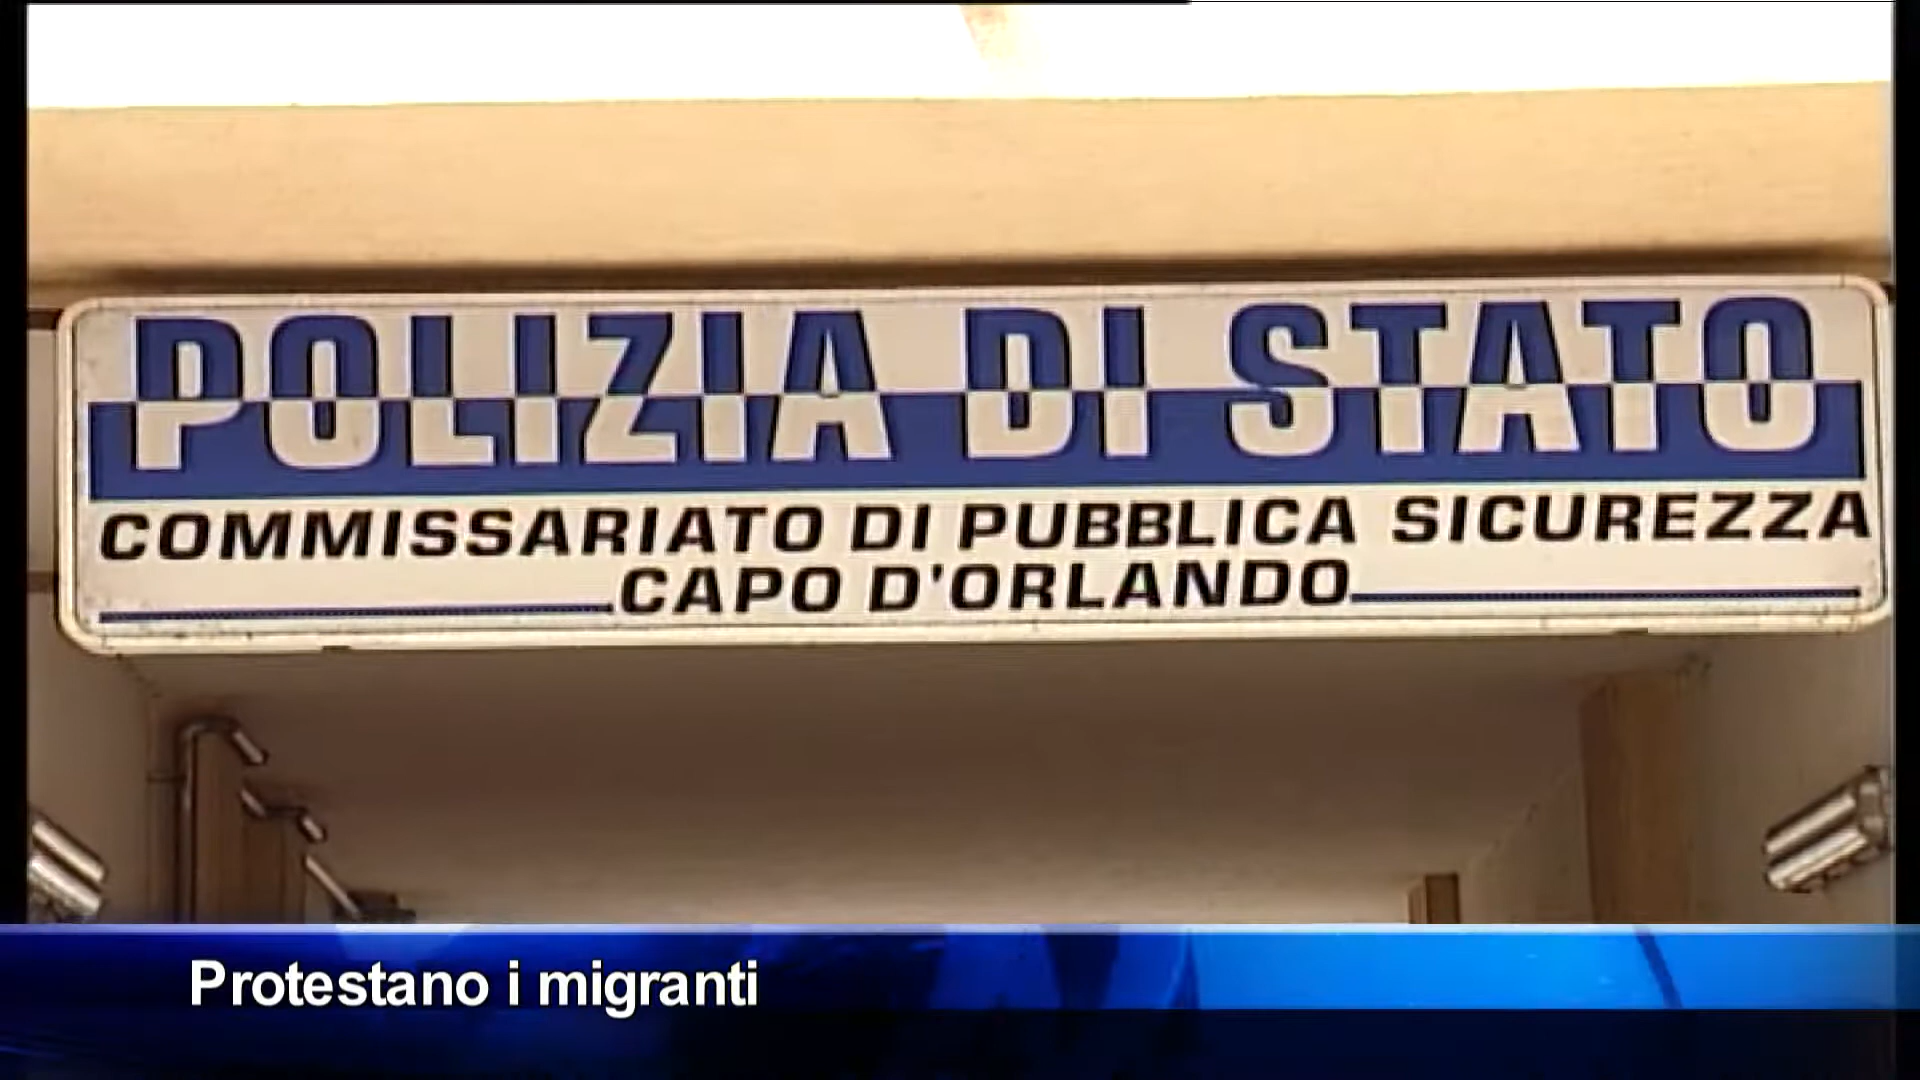 POLIZIA DI STATO
COMMISSARIATO DI PUBBLICA SICUREZZA
CAPO D'ORLANDO
Protestano i migranti